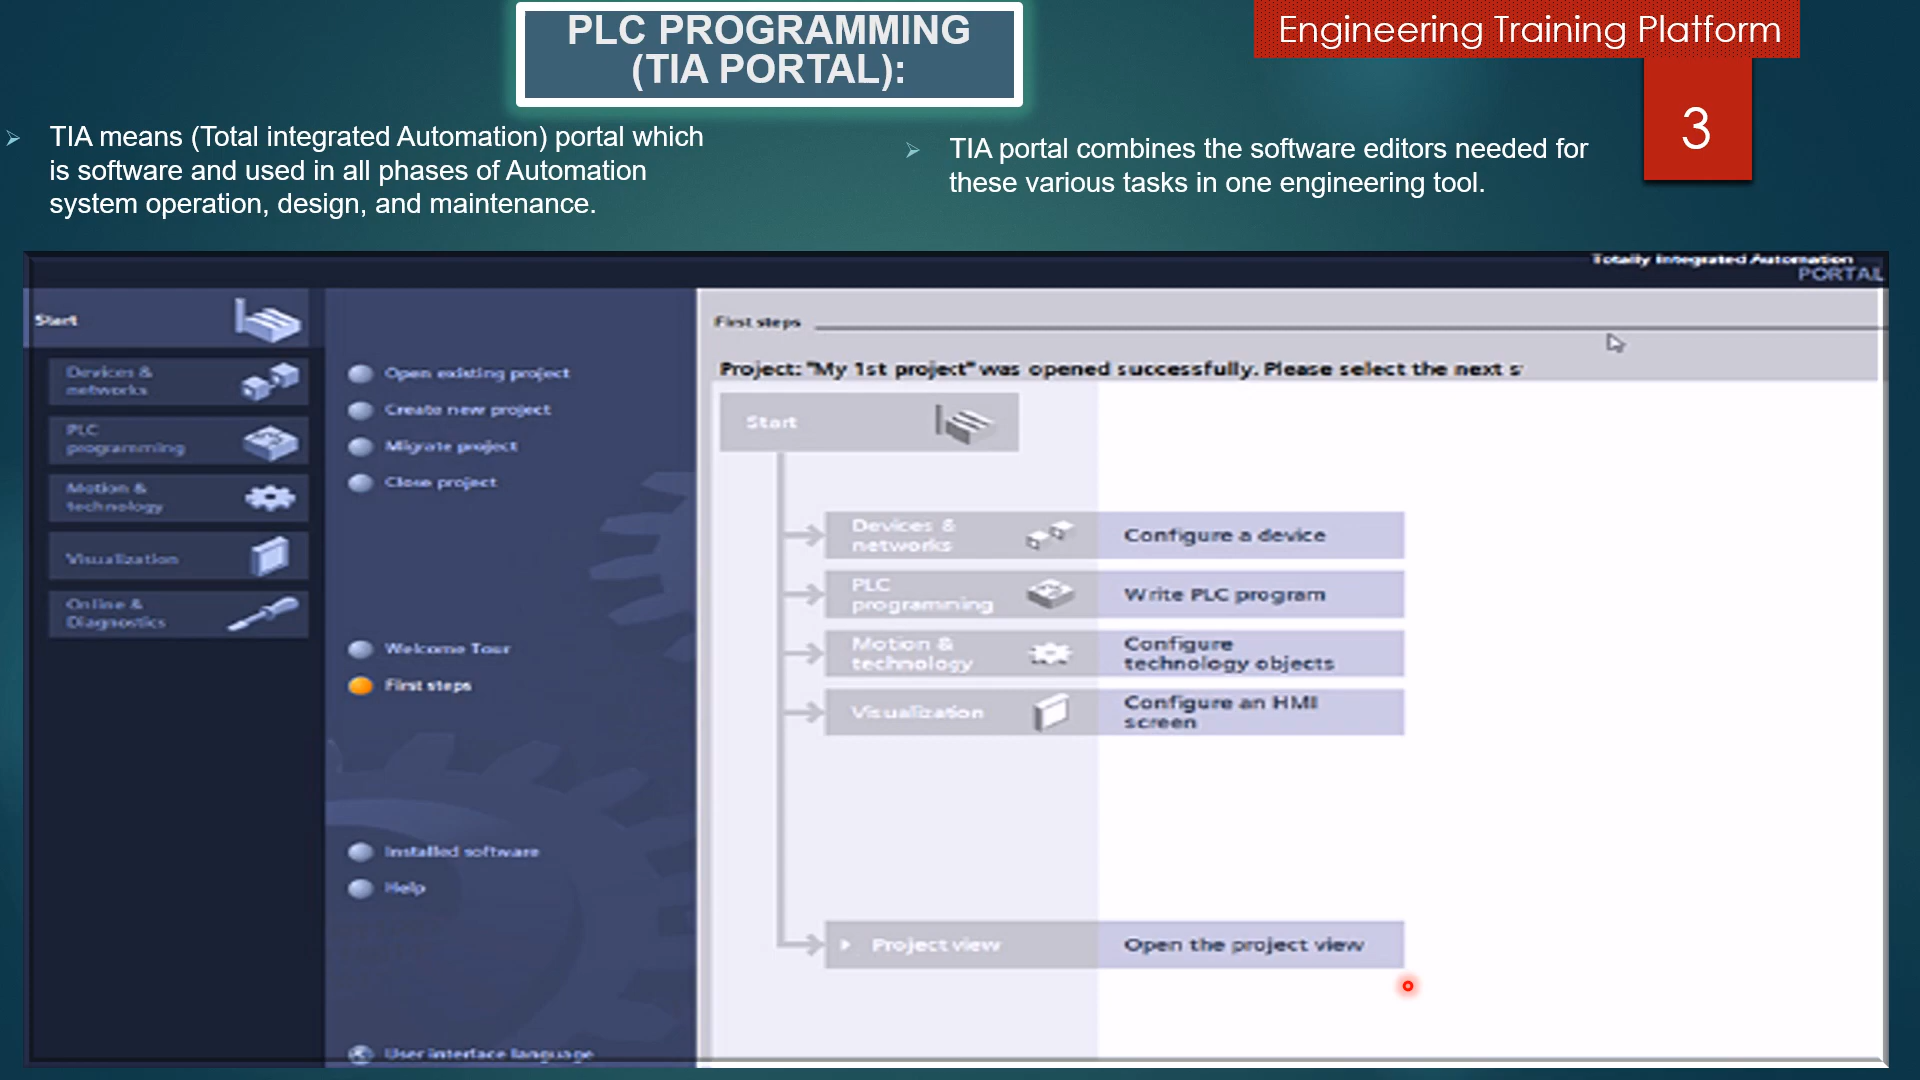 PLC PROGRAMMING
(TIA PORTAL):
Engineering Training Platform
3
TIA means (Total integrated Automation) portal which
is software and used in all phases of Automation
system operation, design, and maintenance.
TIA portal combines the software editors needed for
these various tasks in one engineering tool.
Totally Integrated Automation
PORTAL
Start
Devices &
networks
PLC
programming
Motion &
technology
Visualization
Online &
Diagnostics
Open existing project
Create new project
Migrate project
Close project
Welcome Tour
First steps
Installed software
Help
User interface language
First steps
Project: "My 1st project" was opened successfully. Please select the next s
Start
Devices &
networks
Configure a device
PLC
programming
Write PLC program
Motion &
technology
Configure
technology objects
Visualization
Configure an HMI
screen
Project view
Open the project view